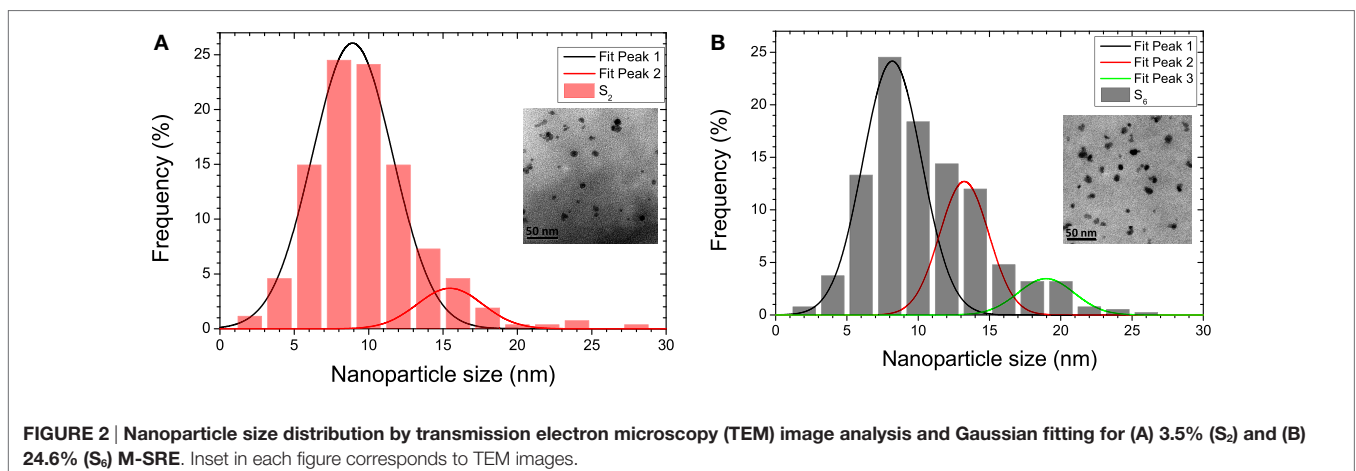 A
Frequency (%)
25
20
15
10
5
0
0 5 10 15 20 25 30
Nanoparticle size (nm)
Fit Peak 1
Fit Peak 2
S₂
50 nm
B
Frequency (%)
25
20
15
10
5
0
0 5 10 15 20 25 30
Nanoparticle size (nm)
Fit Peak 1
Fit Peak 2
Fit Peak 3
S₆
50 nm
FIGURE 2 | Nanoparticle size distribution by transmission electron microscopy (TEM) image analysis and Gaussian fitting for (A) 3.5% (S₂) and (B)
24.6% (S₆) M-SRE. Inset in each figure corresponds to TEM images.